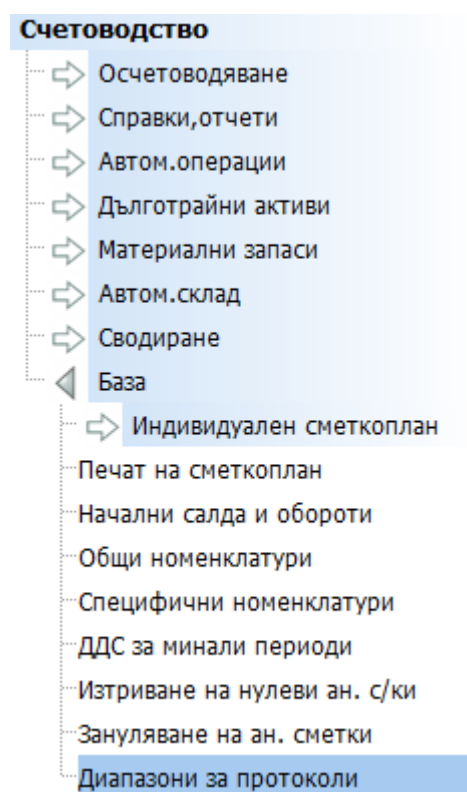 Счетоводство
Осчетоводяване
Справки,отчети
Автом.операции
Дълготрайни активи
Материални запаси
Автом.склад
Сводиране
База
Индивидуален сметкоплан
Печат на сметкоплан
Начални салда и обороти
Общи номенклатури
Специфични номенклатури
ДДС за минали периоди
Изтриване на нулеви ан. с/ки
Зануляване на ан. сметки
Диапазони за протоколи